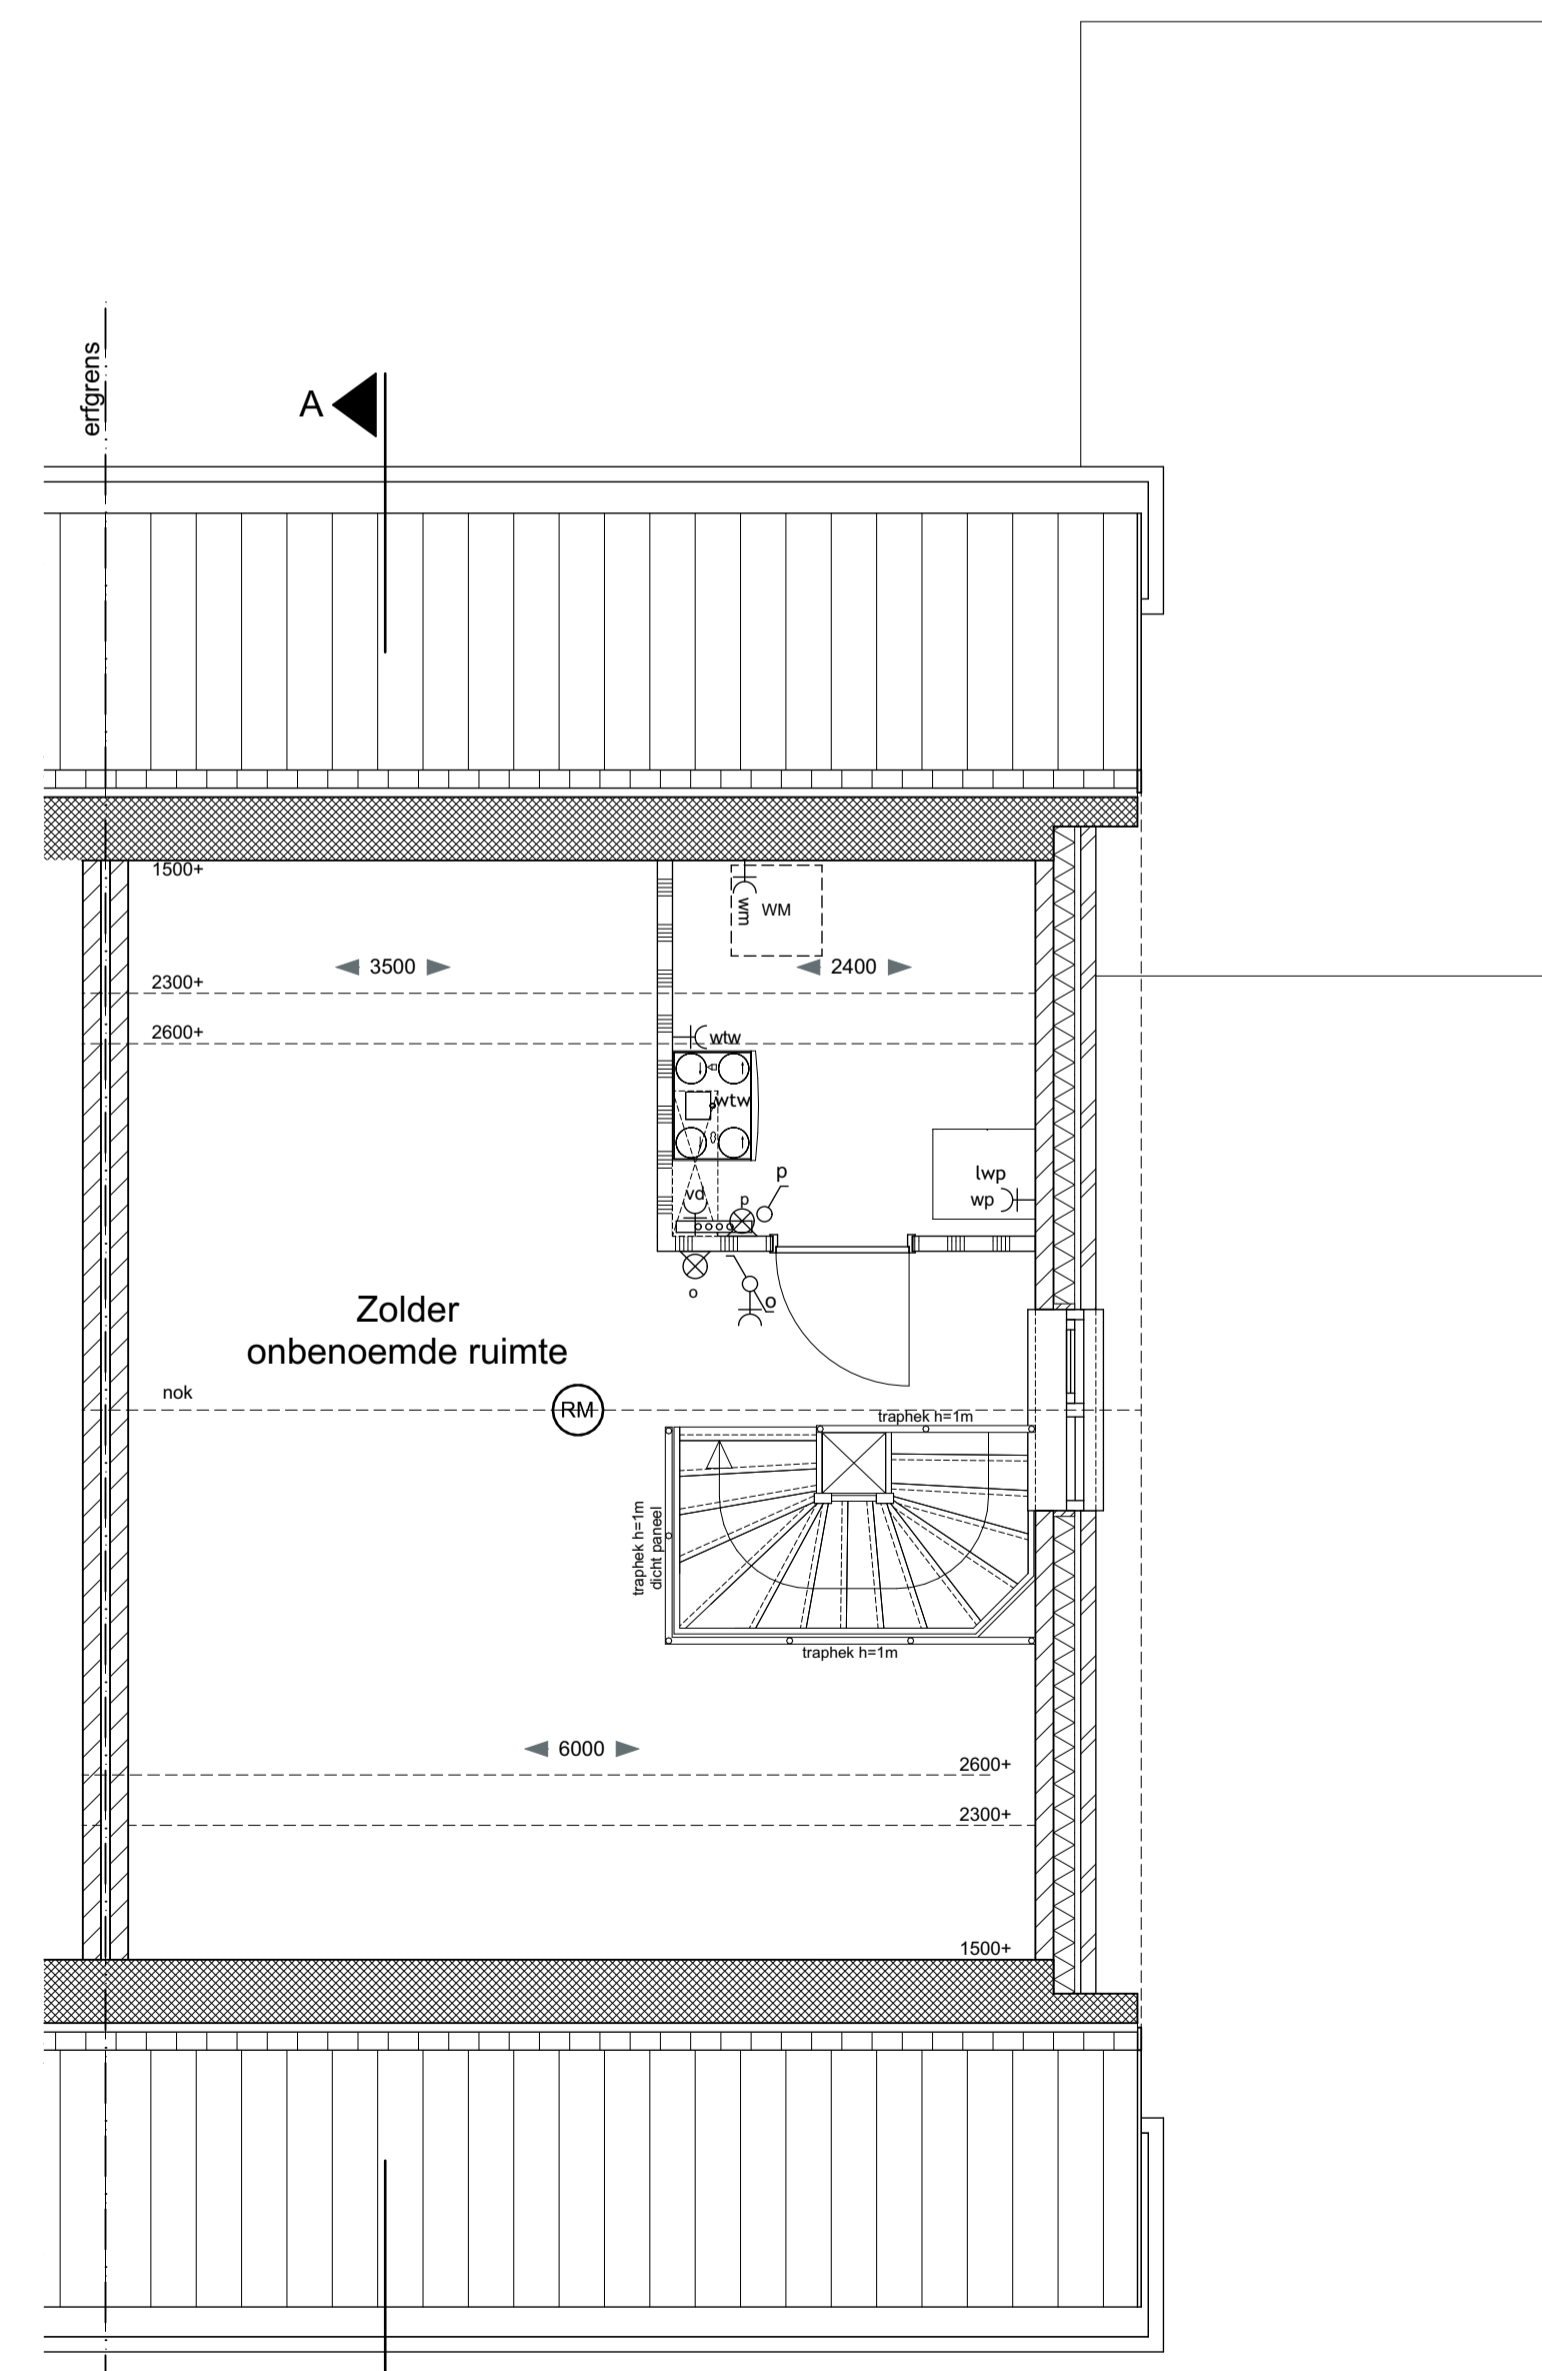 erfgrens
A
1500+
wm
WM
3500
2400
2300+
2600+
wtw
wtw
p
lwp
wp
vd
p
o
o
Zolder
onbenoemde ruimte
nok
RM
traphek h=1m
traphek h=1m
dicht paneel
traphek h=1m
6000
2600+
2300+
1500+